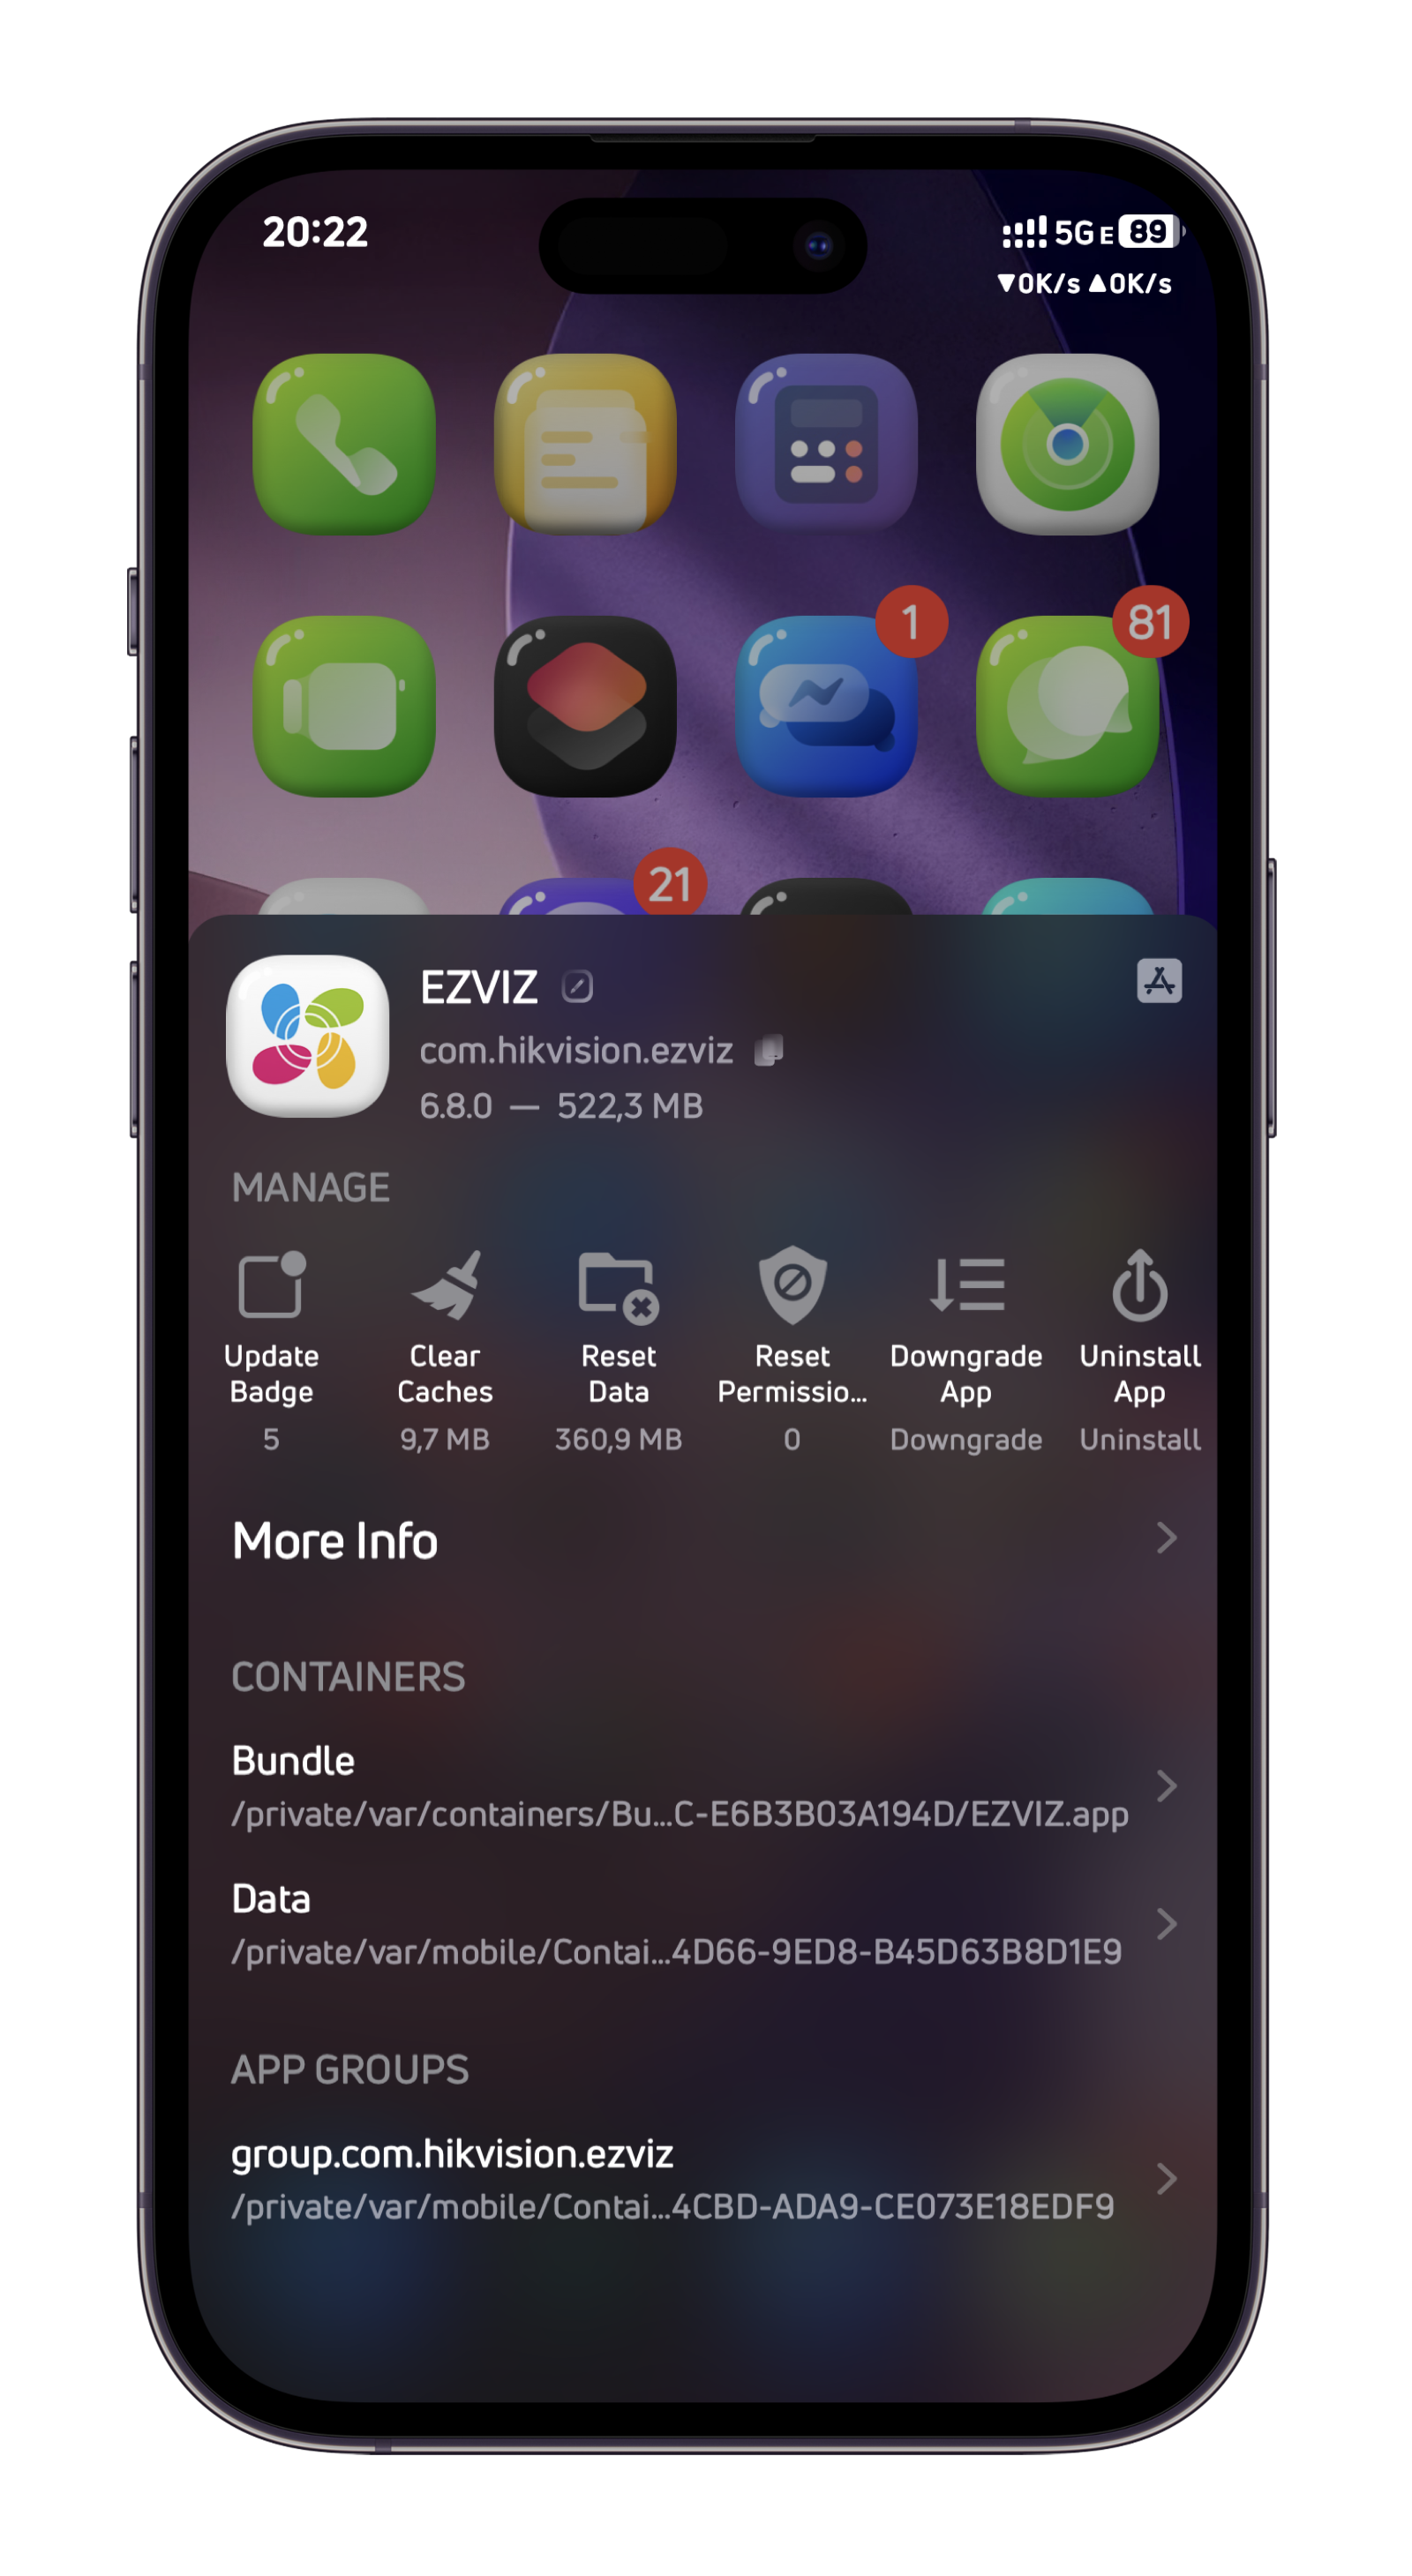 20:22
5G E 89
▼0K/s ▲0K/s
1
81
21
EZVIZ
com.hikvision.ezviz
6.8.0 — 522,3 MB
MANAGE
Update Badge
5
Clear Caches
9,7 MB
Reset Data
360,9 MB
Reset Permissio...
0
Downgrade App
Downgrade
Uninstall App
Uninstall
More Info
CONTAINERS
Bundle
/private/var/containers/Bu...C-E6B3B03A194D/EZVIZ.app
Data
/private/var/mobile/Contai...4D66-9ED8-B45D63B8D1E9
APP GROUPS
group.com.hikvision.ezviz
/private/var/mobile/Contai...4CBD-ADA9-CE073E18EDF9